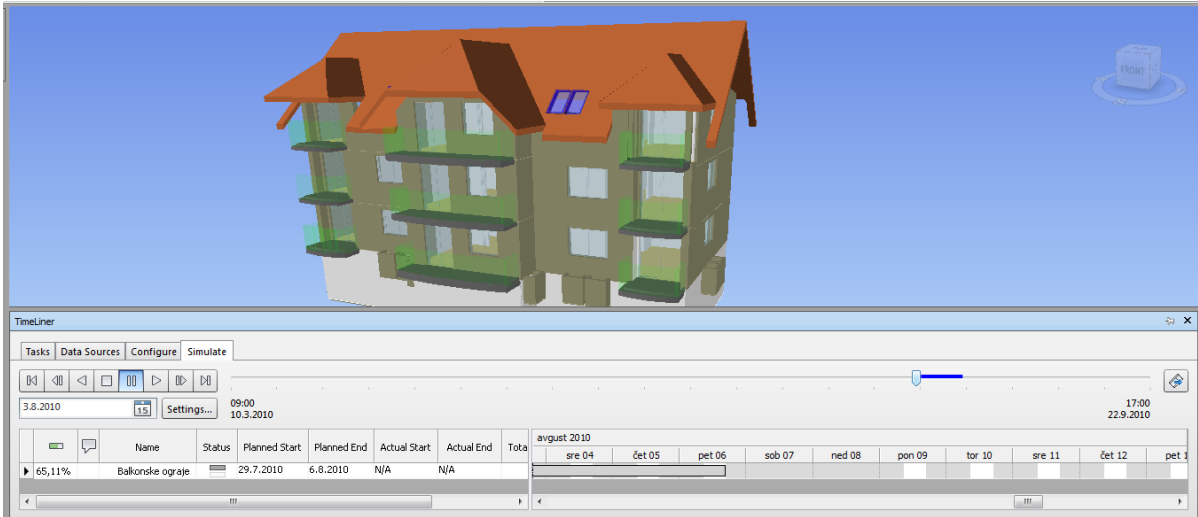 FRONT
TimeLiner
Tasks Data Sources Configure Simulate
3.8.2010 15 Settings... 09:00 17:00
10.3.2010 22.9.2010
avgust 2010
Name Status Planned Start Planned End Actual Start Actual End Tota
sre 04 čet 05 pet 06 sob 07 ned 08 pon 09 tor 10 sre 11 čet 12 pet 1
65,11% Balkonske ograje 29.7.2010 6.8.2010 N/A N/A